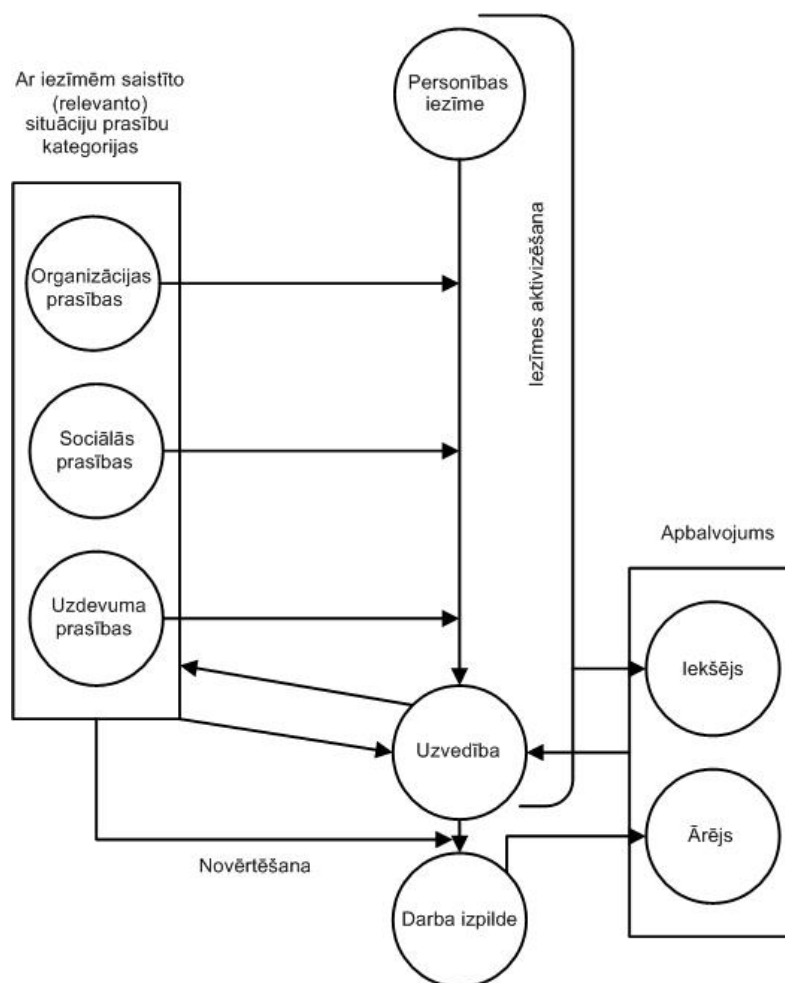 Ar iezīmēm saistīto
(relevanto)
situāciju prasību
kategorijas
Personības
iezīme
Organizācijas
prasības
Iezīmes aktivizēšana
Sociālās
prasības
Apbalvojums
Uzdevuma
prasības
Iekšējs
Uzvedība
Ārējs
Novērtēšana
Darba izpilde